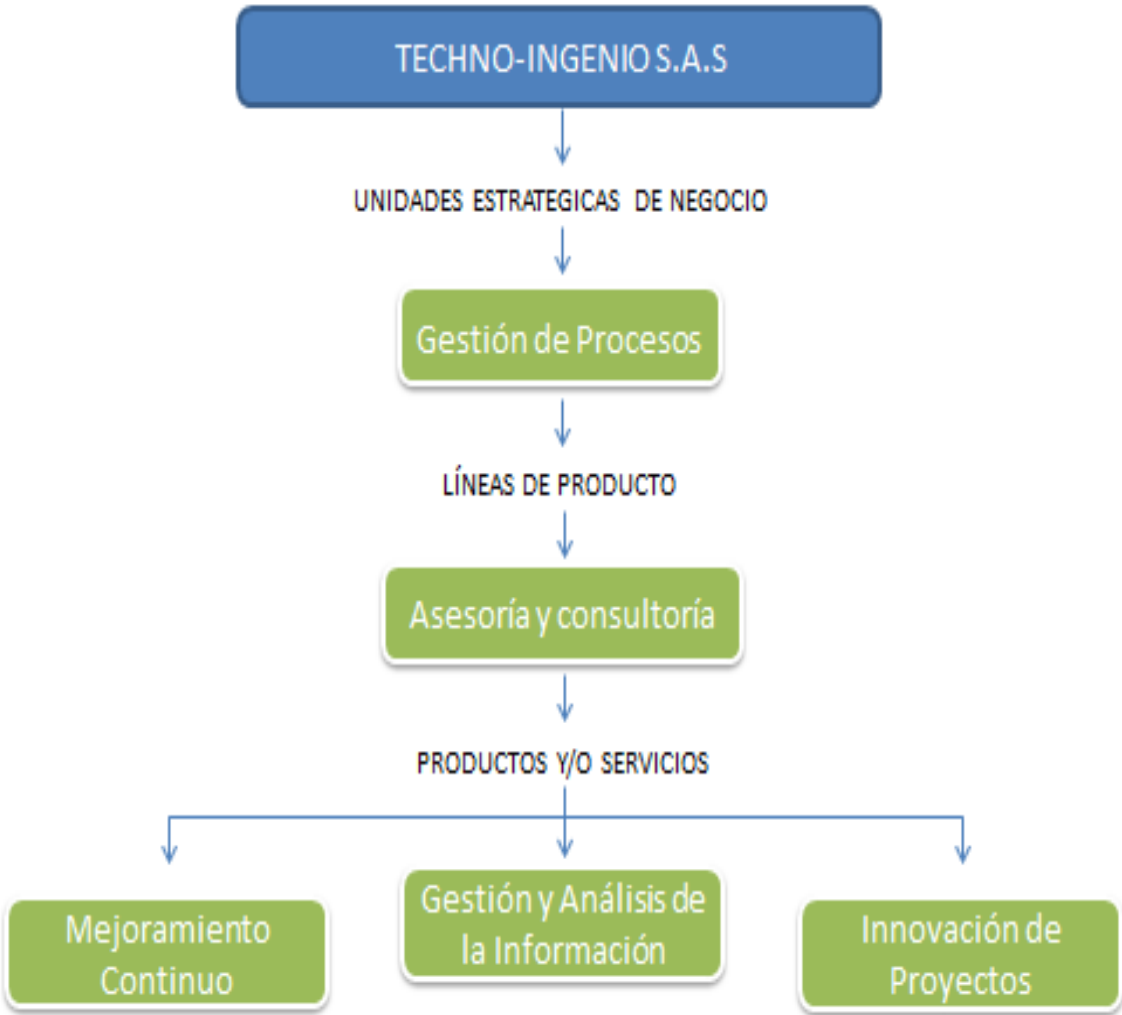 TECHNO-INGENIO S.A.S
UNIDADES ESTRATEGICAS DE NEGOCIO
Gestión de Procesos
LÍNEAS DE PRODUCTO
Asesoría y consultoría
PRODUCTOS Y/O SERVICIOS
Mejoramiento
Continuo
Gestión y Análisis de
la Información
Innovación de
Proyectos